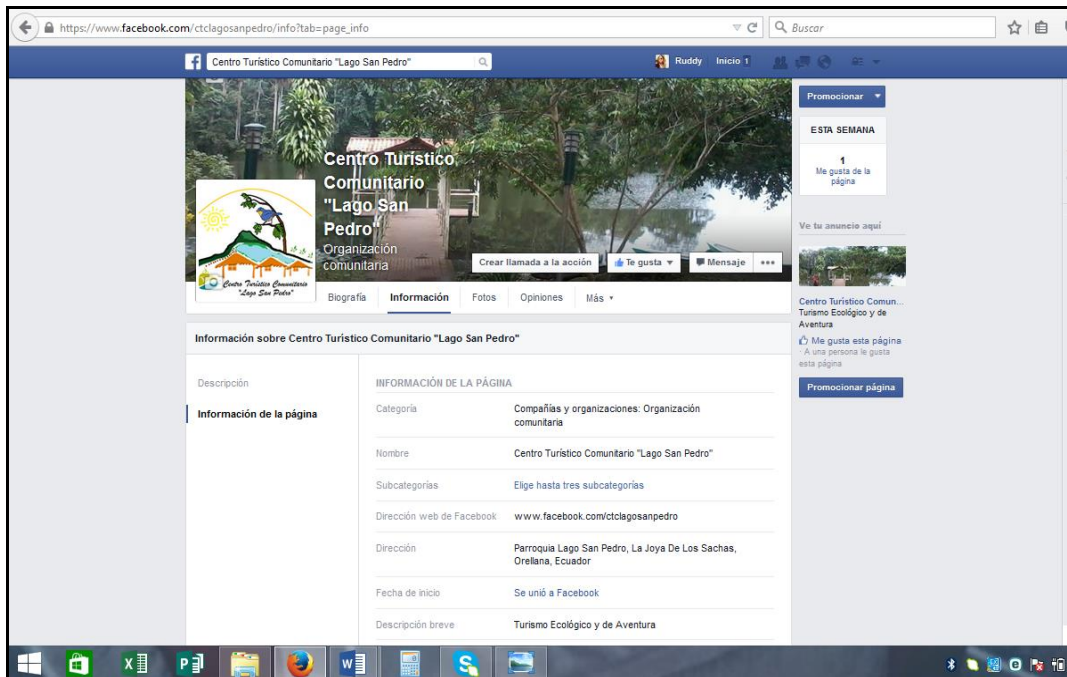 https://www.facebook.com/ctclagosanpedro/info?tab=page_info
Buscar
Centro Turístico Comunitario "Lago San Pedro"
Ruddy Inicio 1
Centro Turístico
Comunitario
"Lago San
Pedro"
Organización
comunitaria
Centro Turístico Comunitario
"Lago San Pedro"
Crear llamada a la acción
Te gusta
Mensaje
Biografía Información Fotos Opiniones Más
Promocionar
ESTA SEMANA
1
Me gusta de la
página
Ve tu anuncio aquí
Centro Turístico Comun...
Turismo Ecológico y de
Aventura
Me gusta esta página
· A una persona le gusta
esta página
Promocionar página
Información sobre Centro Turístico Comunitario "Lago San Pedro"
Descripción
Información de la página
INFORMACIÓN DE LA PÁGINA
Categoría Compañías y organizaciones: Organización
comunitaria
Nombre Centro Turístico Comunitario "Lago San Pedro"
Subcategorías Elige hasta tres subcategorías
Dirección web de Facebook www.facebook.com/ctclagosanpedro
Dirección Parroquia Lago San Pedro, La Joya De Los Sachas,
Orellana, Ecuador
Fecha de inicio Se unió a Facebook
Descripción breve Turismo Ecológico y de Aventura